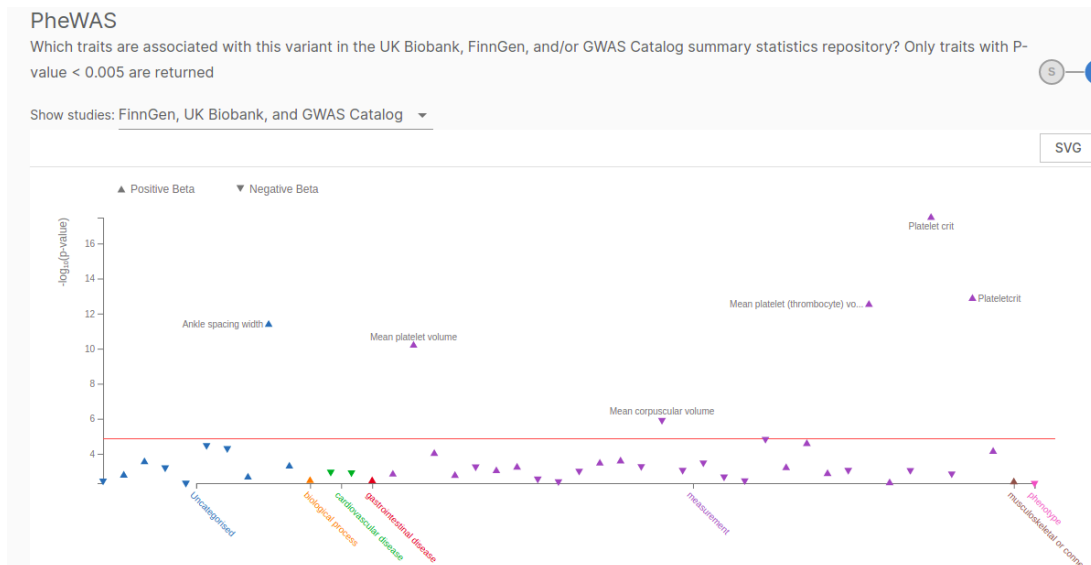 PheWAS
Which traits are associated with this variant in the UK Biobank, FinnGen, and/or GWAS Catalog summary statistics repository? Only traits with P-
value < 0.005 are returned
S
Show studies: FinnGen, UK Biobank, and GWAS Catalog
SVG
Positive Beta
Negative Beta
-log₁₀(p-value)
16
14
12
10
8
6
4
Platelet crit
Plateletcrit
Mean platelet (thrombocyte) vo...
Ankle spacing width
Mean platelet volume
Mean corpuscular volume
Uncategorised
biological process
cardiovascular disease
gastrointestinal disease
measurement
musculoskeletal or conne
phenotype